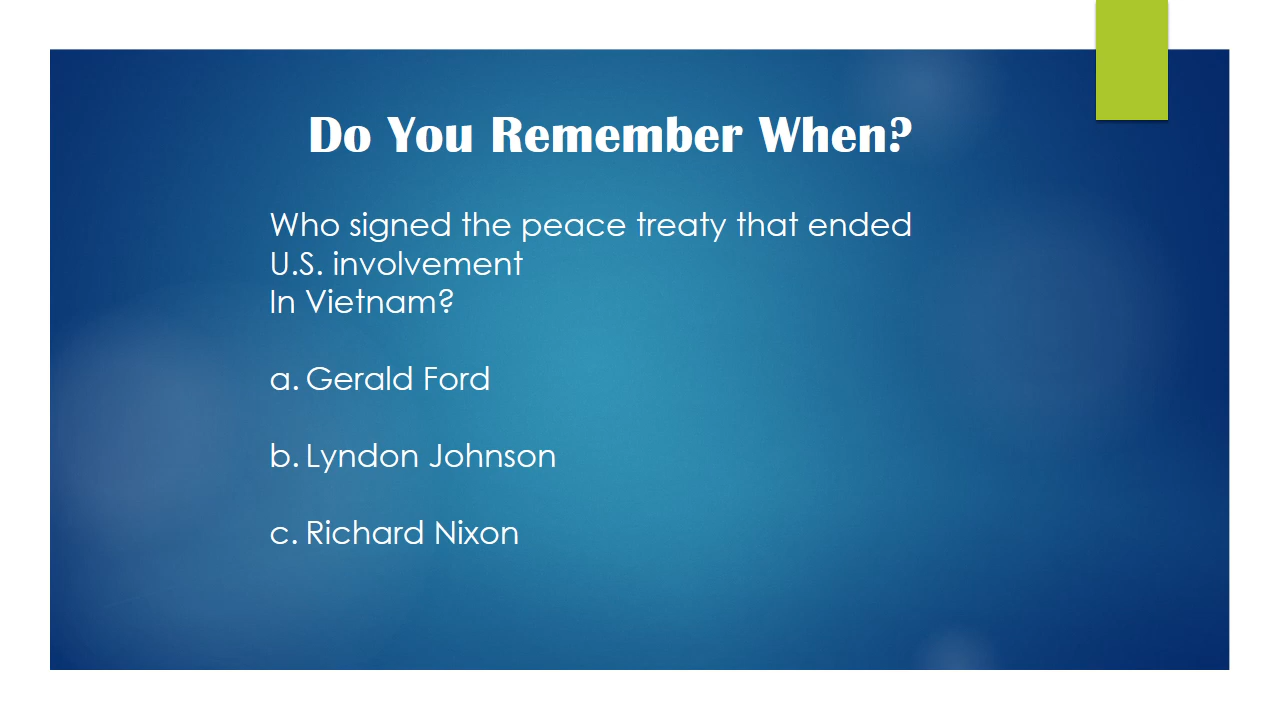 Do You Remember When?
Who signed the peace treaty that ended
U.S. involvement
In Vietnam?
a. Gerald Ford
b. Lyndon Johnson
c. Richard Nixon